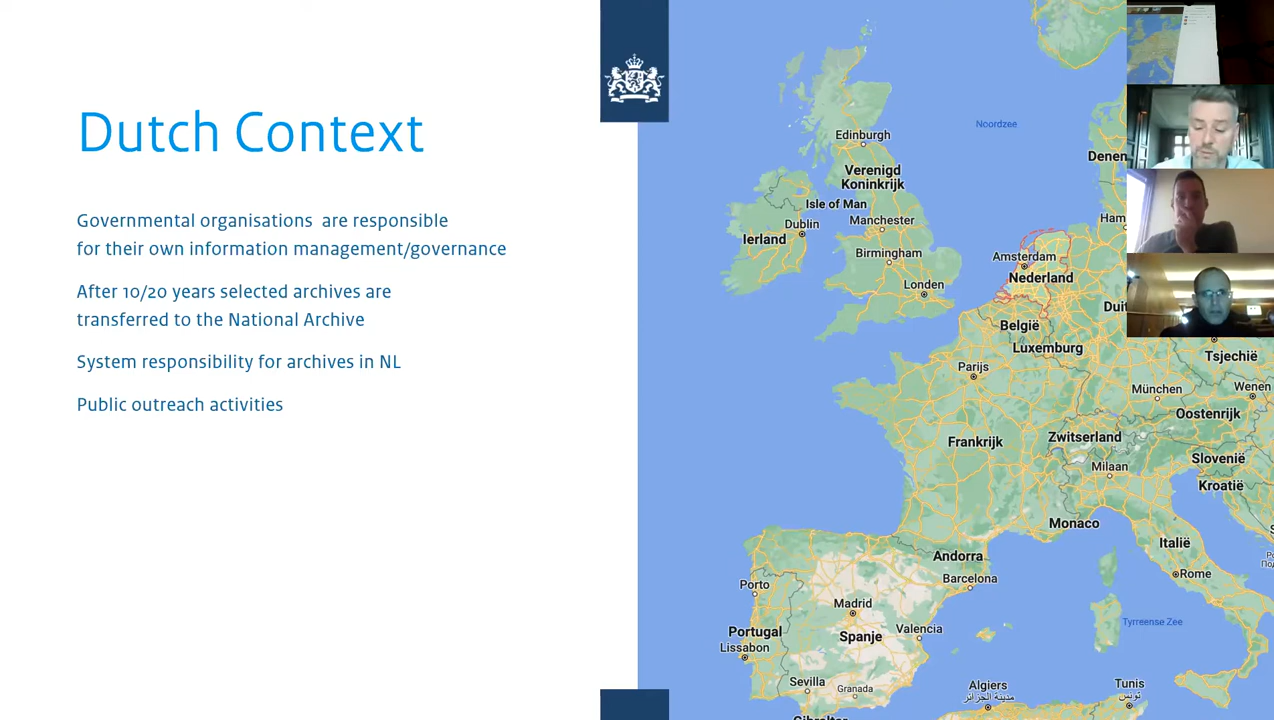 Dutch Context
Governmental organisations are responsible
for their own information management/governance
After 10/20 years selected archives are
transferred to the National Archive
System responsibility for archives in NL
Public outreach activities
Noordzee
Edinburgh
Denen
Verenigd
Koninkrijk
Isle of Man
Dublin
Manchester
Ham
Ierland
Birmingham
Amsterdam
Nederland
Londen
Duit
België
Luxemburg
Tsjechië
Parijs
München
Wenen
Oostenrijk
Frankrijk
Zwitserland
Milaan
Slovenië
Kroatië
Monaco
Italië
Andorra
Barcelona
Rome
Porto
Madrid
Valencia
Tyrreense Zee
Portugal
Spanje
Lissabon
Sevilla
Granada
Algiers
مدينة الجزائر
Tunis
تونس
Gibraltar